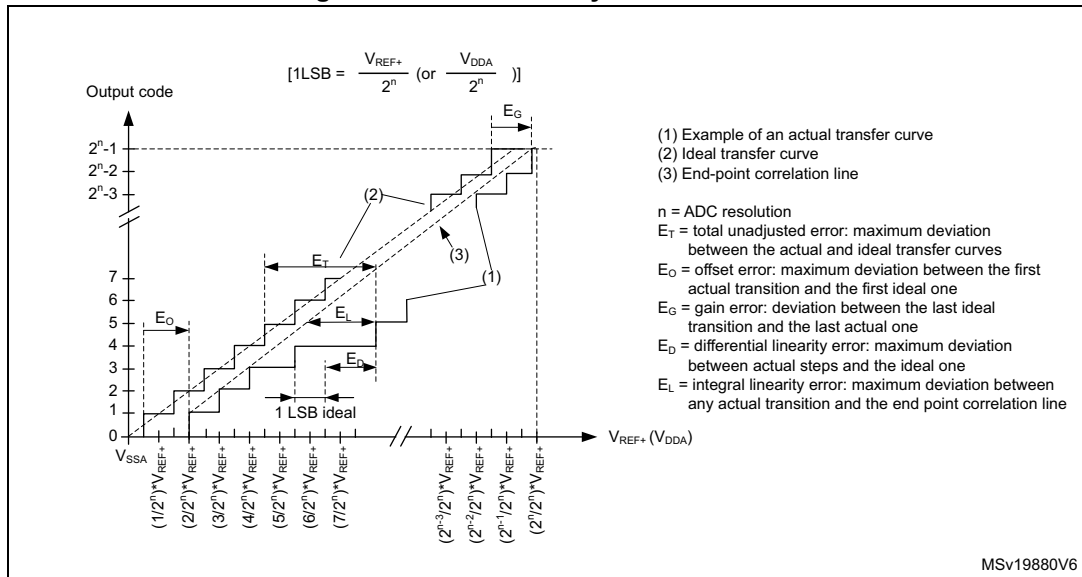 [1LSB = V_REF+ / 2^n (or V_DDA / 2^n )]
Output code
2^n-1
2^n-2
2^n-3
7
6
5
4
3
2
1
0
E_G
(2)
(3)
(1)
E_T
E_L
E_O
E_D
1 LSB ideal
V_SSA
(1/2^n)*V_REF+
(2/2^n)*V_REF+
(3/2^n)*V_REF+
(4/2^n)*V_REF+
(5/2^n)*V_REF+
(6/2^n)*V_REF+
(7/2^n)*V_REF+
(2^n-3/2^n)*V_REF+
(2^n-2/2^n)*V_REF+
(2^n-1/2^n)*V_REF+
(2^n/2^n)*V_REF+
V_REF+ (V_DDA)
(1) Example of an actual transfer curve
(2) Ideal transfer curve
(3) End-point correlation line
n = ADC resolution
E_T = total unadjusted error: maximum deviation
between the actual and ideal transfer curves
E_O = offset error: maximum deviation between the first
actual transition and the first ideal one
E_G = gain error: deviation between the last ideal
transition and the last actual one
E_D = differential linearity error: maximum deviation
between actual steps and the ideal one
E_L = integral linearity error: maximum deviation between
any actual transition and the end point correlation line
MSv19880V6